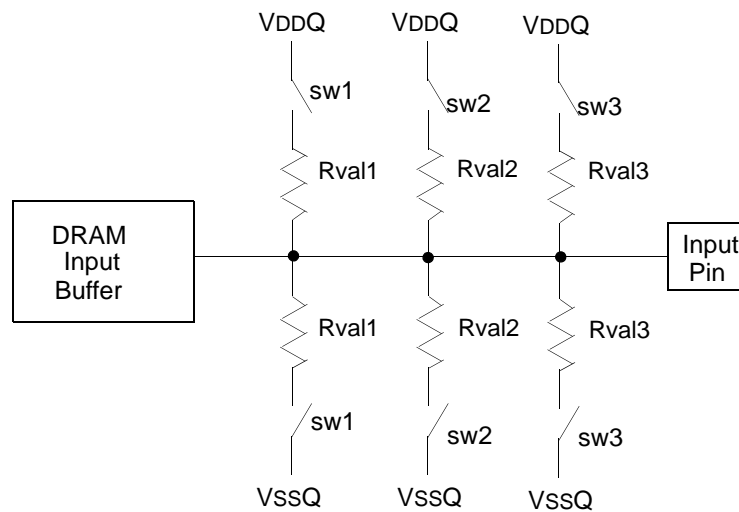 VDDQ VDDQ VDDQ
sw1 sw2 sw3
Rval1 Rval2 Rval3
DRAM
Input
Buffer
Input
Pin
Rval1 Rval2 Rval3
sw1 sw2 sw3
VSSQ VSSQ VSSQ